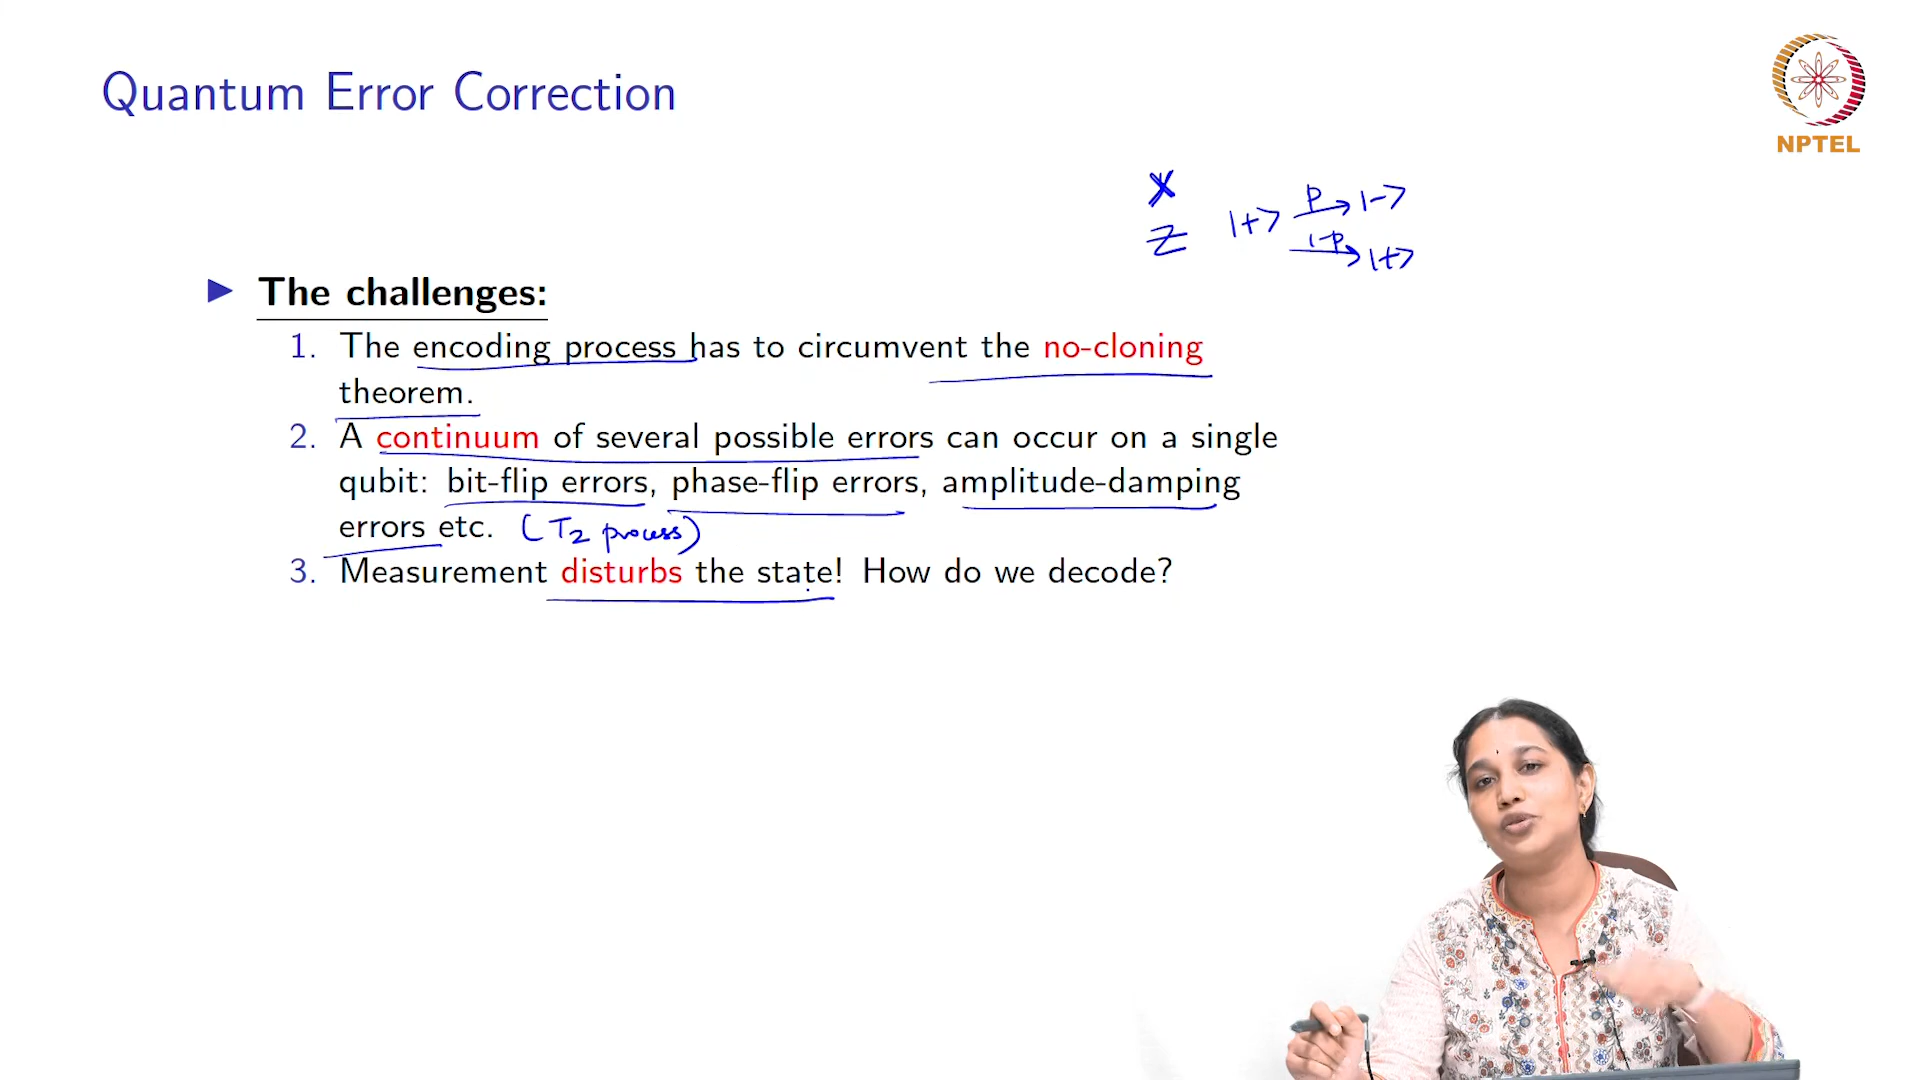 Quantum Error Correction
NPTEL
X
Z |+> p |->
1-p |+>
► The challenges:
1. The encoding process has to circumvent the no-cloning
theorem.
2. A continuum of several possible errors can occur on a single
qubit: bit-flip errors, phase-flip errors, amplitude-damping
errors etc. (T2 process)
3. Measurement disturbs the state! How do we decode?